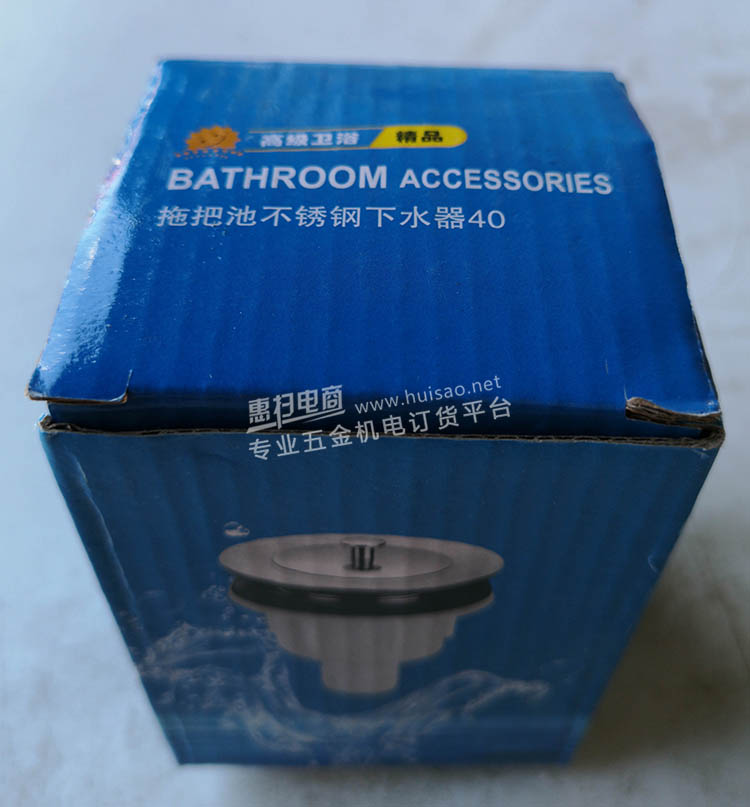 高级卫浴 精品
BATHROOM ACCESSORIES
拖把池不锈钢下水器40
惠扫电商 www.huisao.net
专业五金机电订货平台